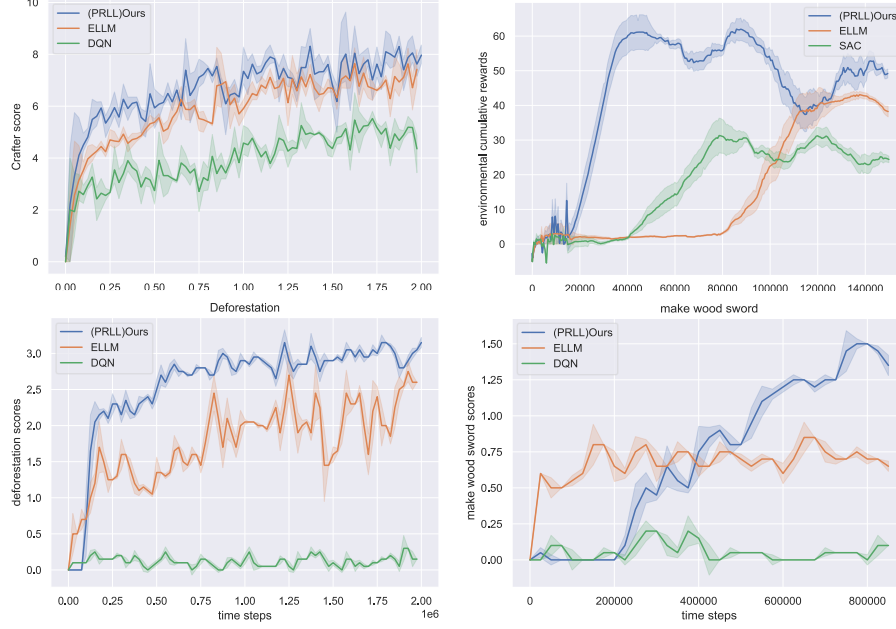 Crafter score
10
8
6
4
2
0
(PRLL)Ours
ELLM
DQN
0.00 0.25 0.50 0.75 1.00 1.25 1.50 1.75 2.00
environmental cumulative rewards
60
50
40
30
20
10
0
(PRLL)Ours
ELLM
SAC
0 20000 40000 60000 80000 100000 120000 140000
Deforestation
deforestation scores
3.0
2.5
2.0
1.5
1.0
0.5
0.0
(PRLL)Ours
ELLM
DQN
0.00 0.25 0.50 0.75 1.00 1.25 1.50 1.75 2.00
time steps
1e6
make wood sword
make wood sword scores
1.50
1.25
1.00
0.75
0.50
0.25
0.00
(PRLL)Ours
ELLM
DQN
0 200000 400000 600000 800000
time steps